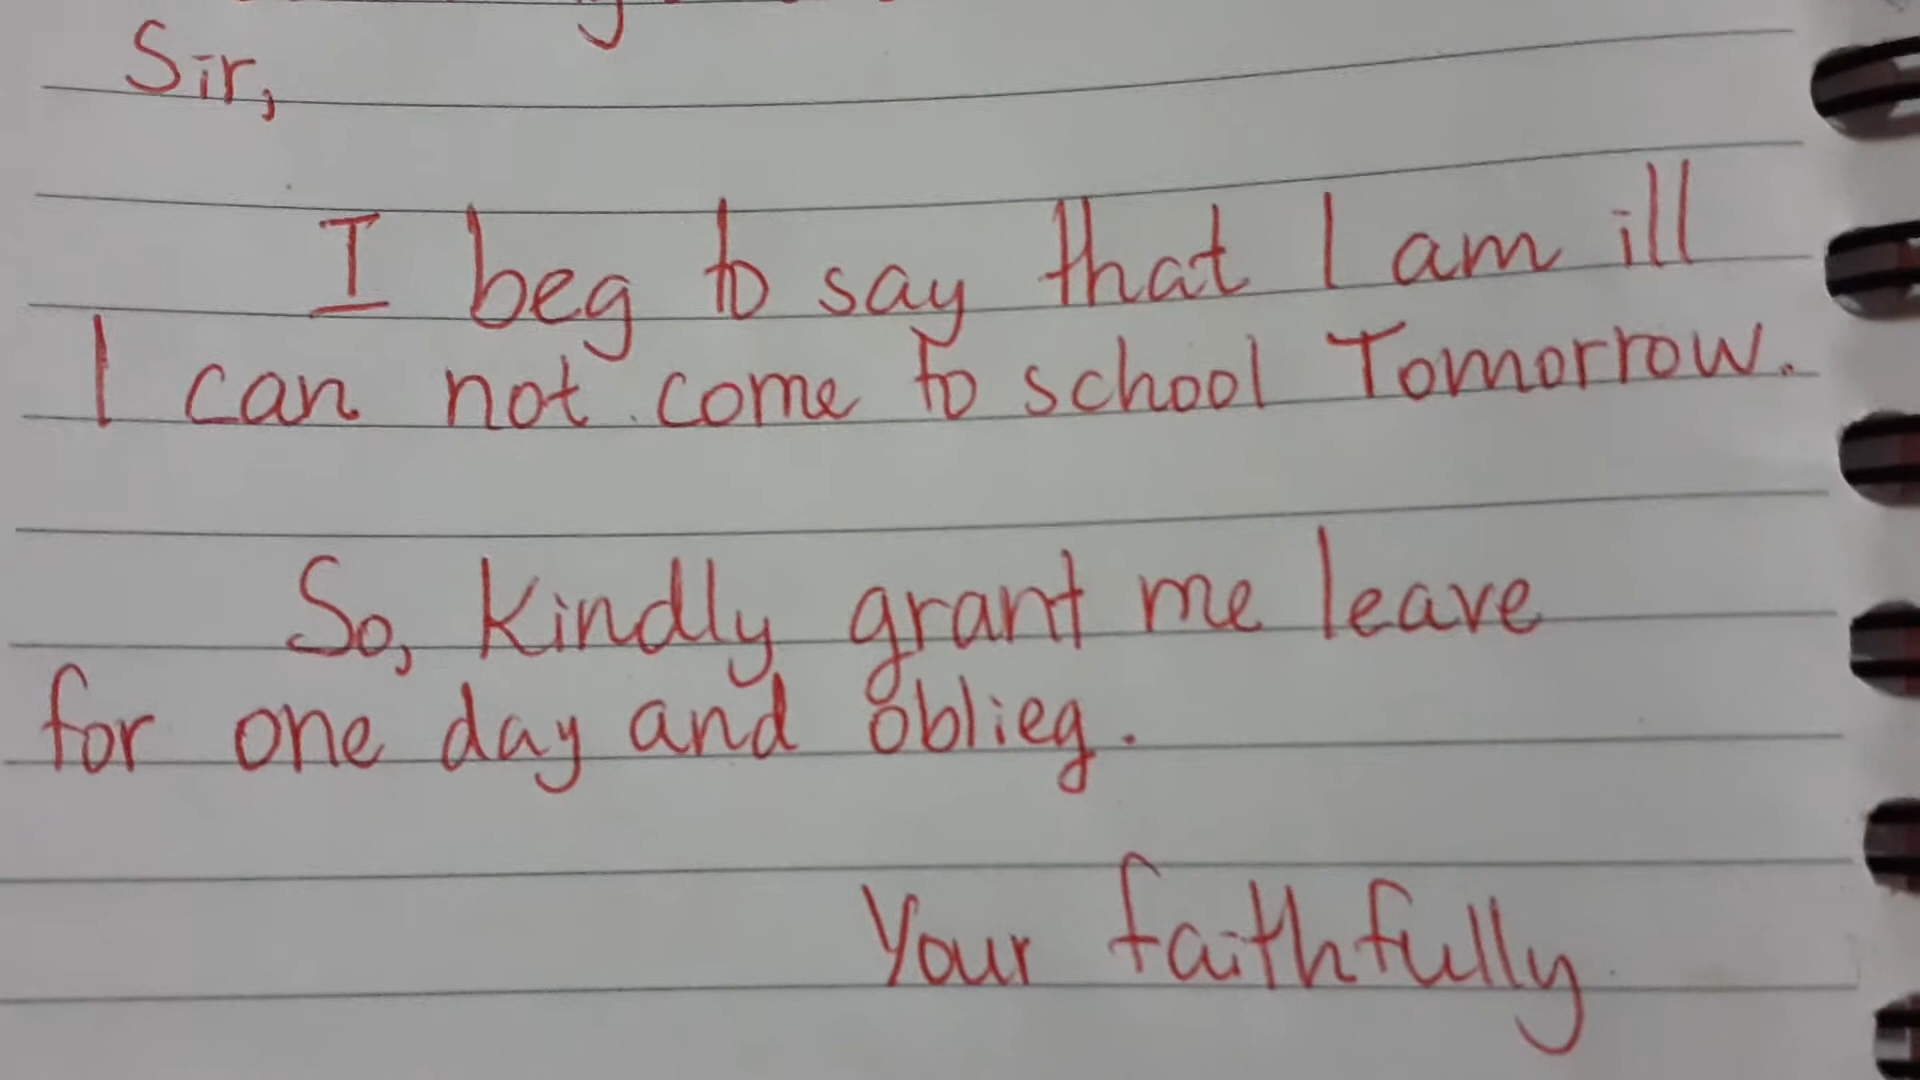 Sir,
I beg to say that I am ill
I can not come to school Tomorrow.
So, Kindly grant me leave
for one day and oblieg.
Your faithfully